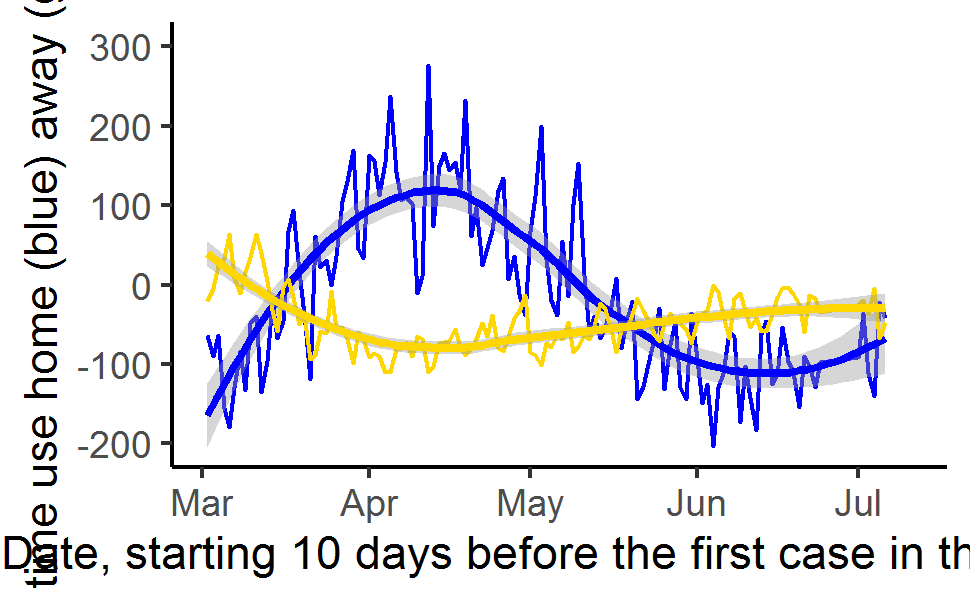 time use home (blue) away (
300
200
100
0
-100
-200
Mar Apr May Jun Jul
Date, starting 10 days before the first case in th